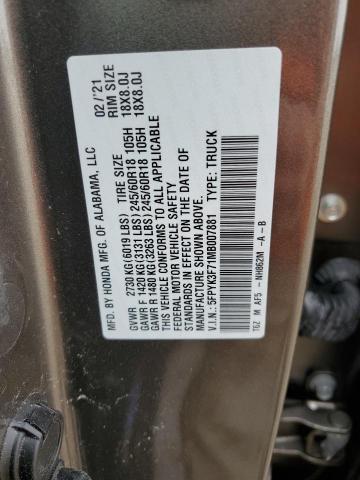 MFD. BY HONDA MFG. OF ALABAMA, LLC 02/'21
TIRE SIZE RIM SIZE
GVWR 2730 KG(6019 LBS)
GAWR F 1420 KG(3131 LBS) 245/60R18 105H 18X8.0J
GAWR R 1480 KG(3263 LBS) 245/60R18 105H 18X8.0J
THIS VEHICLE CONFORMS TO ALL APPLICABLE
FEDERAL MOTOR VEHICLE SAFETY
STANDARDS IN EFFECT ON THE DATE OF
MANUFACTURE SHOWN ABOVE.
V.I.N.: 5FPYK3F71MB007881 TYPE: TRUCK
T6Z M AF5 - NH862M -A -B